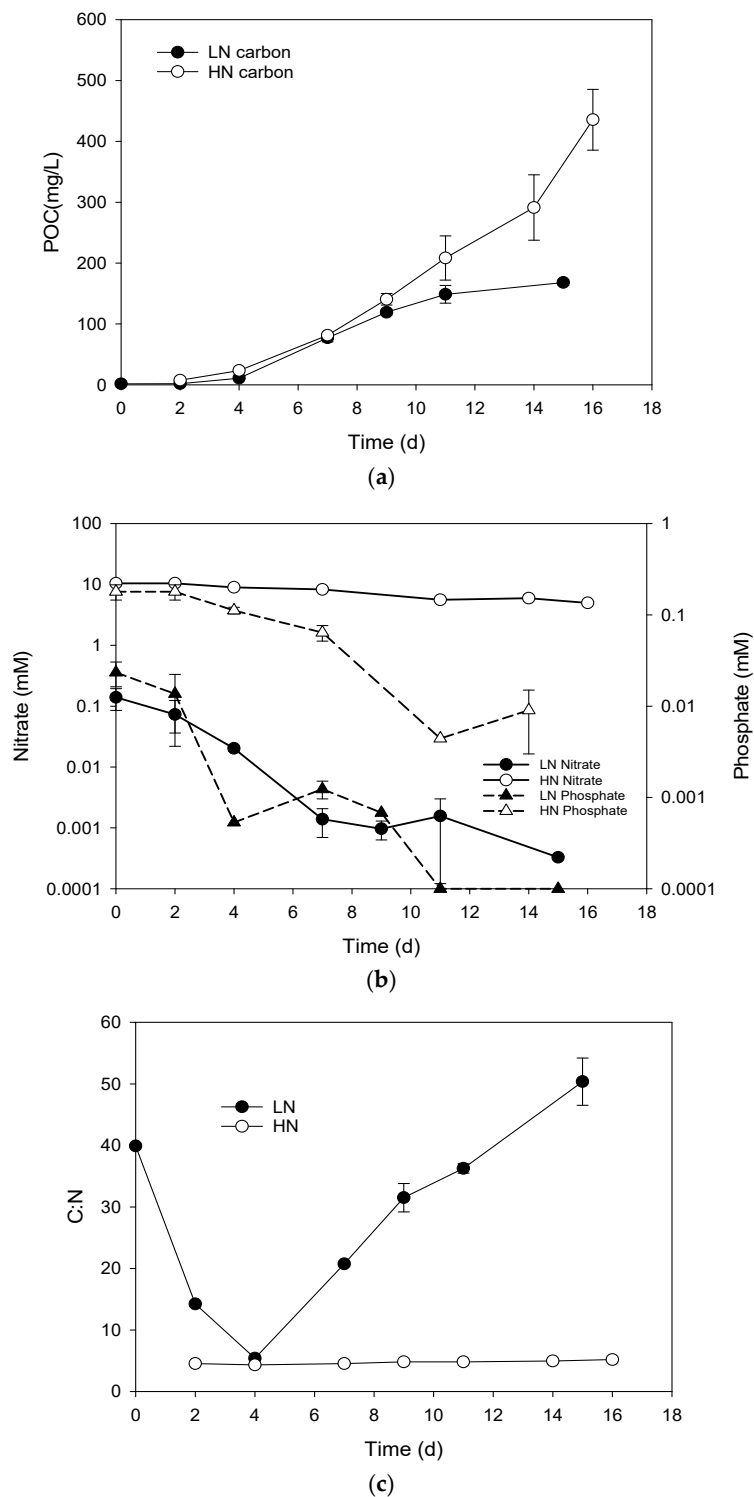 600
500
400
300
200
100
0
POC(mg/L)
LN carbon
HN carbon
0 2 4 6 8 10 12 14 16 18
Time (d)
(a)
100
10
1
0.1
0.01
0.001
0.0001
Nitrate (mM)
1
0.1
0.01
0.001
0.0001
Phosphate (mM)
LN Nitrate
HN Nitrate
LN Phosphate
HN Phosphate
0 2 4 6 8 10 12 14 16 18
Time (d)
(b)
60
50
40
30
20
10
0
C:N
LN
HN
0 2 4 6 8 10 12 14 16 18
Time (d)
(c)